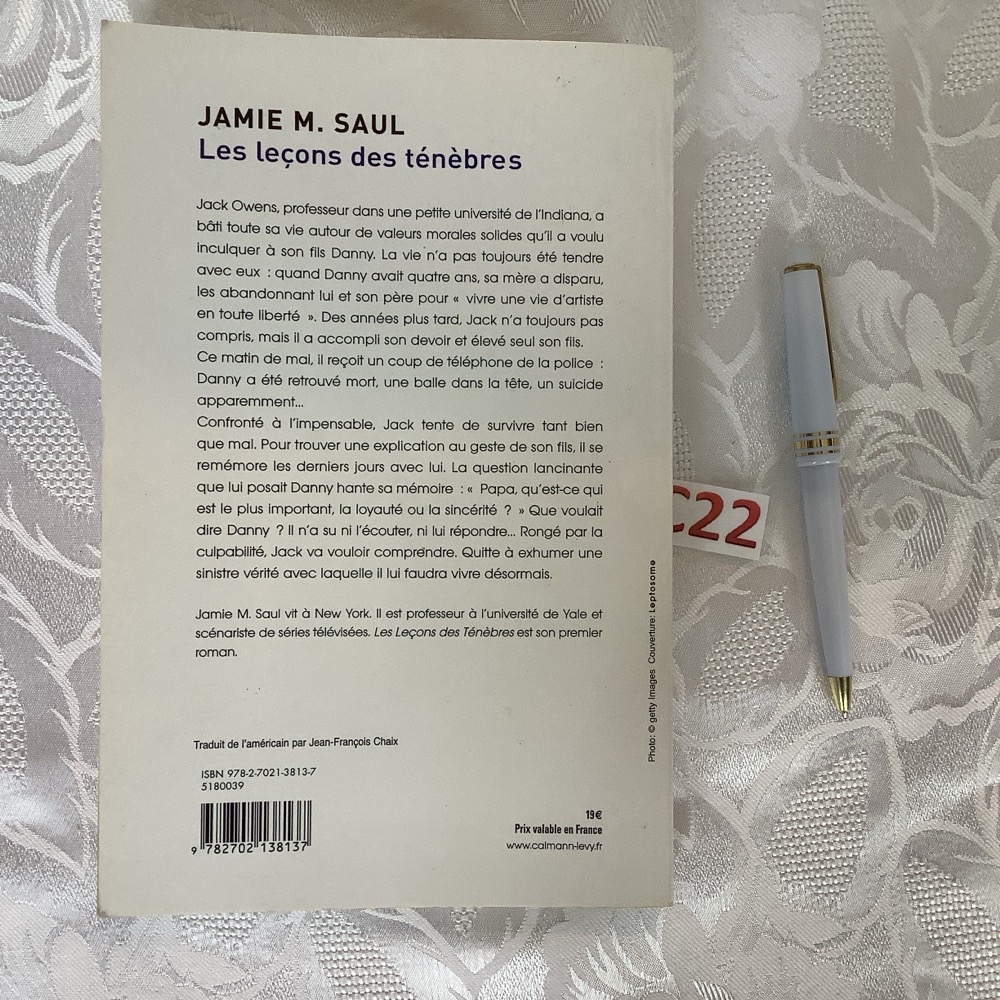 JAMIE M. SAUL
Les leçons des ténèbres
Jack Owens, professeur dans une petite université de l'Indiana, a
bâti toute sa vie autour de valeurs morales solides qu'il a voulu
inculquer à son fils Danny. La vie n'a pas toujours été tendre
avec eux : quand Danny avait quatre ans, sa mère a disparu,
les abandonnant lui et son père pour « vivre une vie d'artiste
en toute liberté ». Des années plus tard, Jack n'a toujours pas
compris, mais il a accompli son devoir et élevé seul son fils.
Ce matin de mai, il reçoit un coup de téléphone de la police :
Danny a été retrouvé mort, une balle dans la tête, un suicide
apparemment...
Confronté à l'impensable, Jack tente de survivre tant bien
que mal. Pour trouver une explication au geste de son fils, il se
remémore les derniers jours avec lui. La question lancinante
que lui posait Danny hante sa mémoire : « Papa, qu'est-ce qui
est le plus important, la loyauté ou la sincérité ? » Que voulait
dire Danny ? Il n'a su ni l'écouter, ni lui répondre... Rongé par la
culpabilité, Jack va vouloir comprendre. Quitte à exhumer une
sinistre vérité avec laquelle il lui faudra vivre désormais.
Jamie M. Saul vit à New York. Il est professeur à l'université de Yale et
scénariste de séries télévisées. Les Leçons des Ténèbres est son premier
roman.
Traduit de l'américain par Jean-François Chaix
ISBN 978-2-7021-3813-7
5180039
9 782702 138137
19 €
Prix valable en France
www.calmann-levy.fr
Photo: © getty Images Couverture: Leptosome
C22